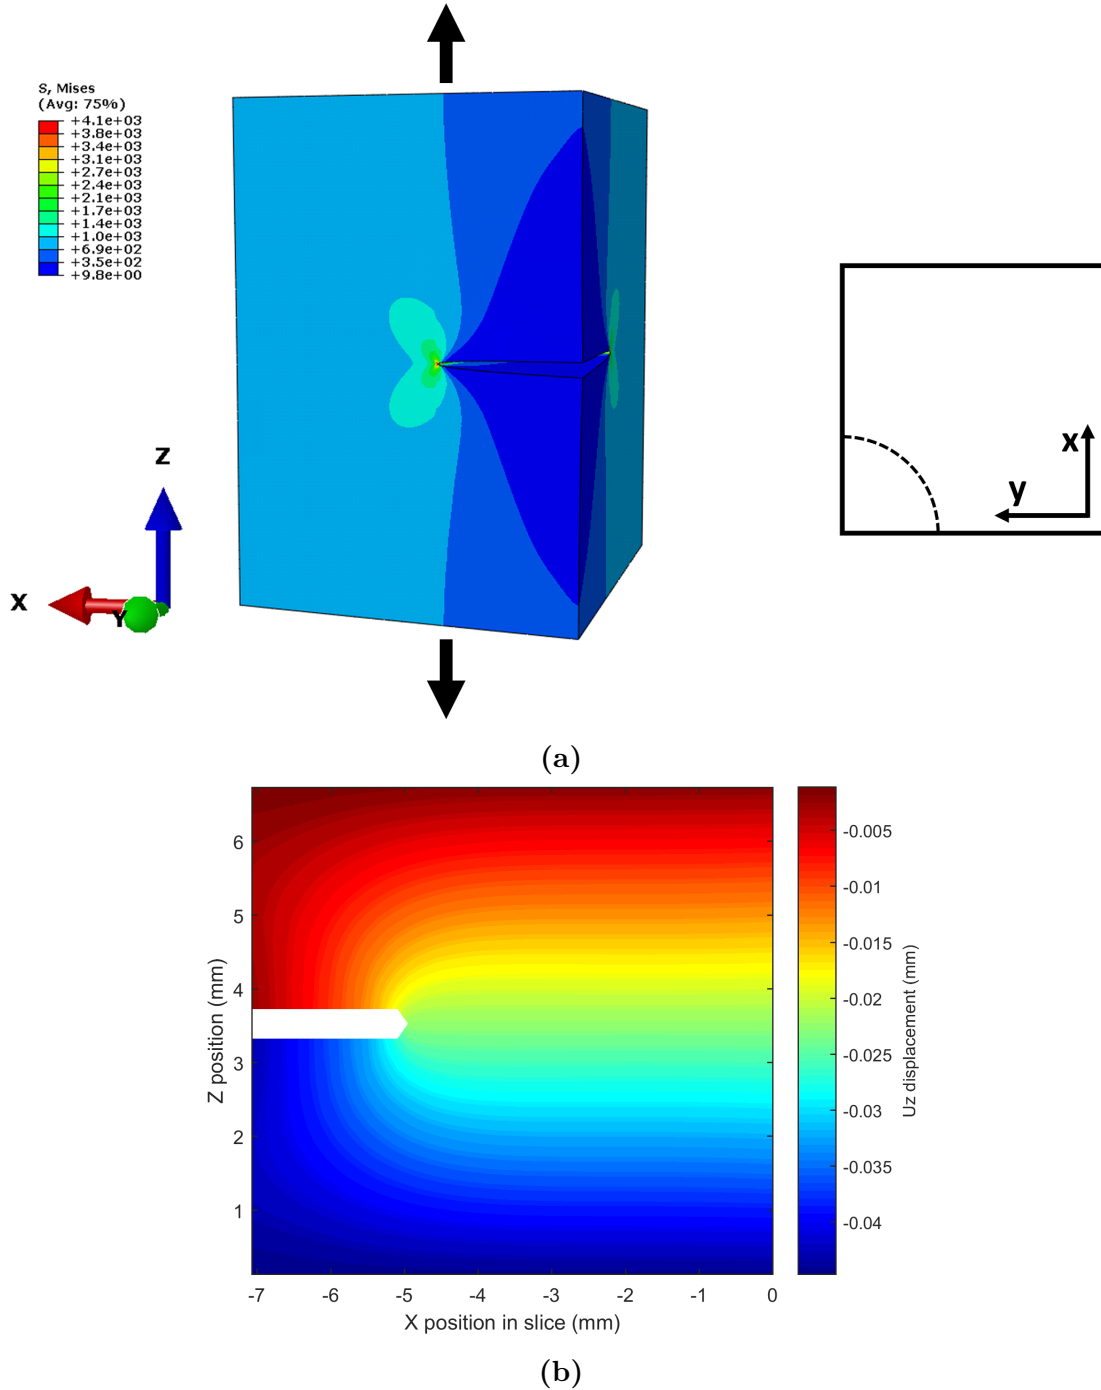 S, Mises
(Avg: 75%)
+4.1e+03
+3.8e+03
+3.4e+03
+3.1e+03
+2.7e+03
+2.4e+03
+2.1e+03
+1.7e+03
+1.4e+03
+1.0e+03
+6.9e+02
+3.5e+02
+9.8e+00
Z
X
Y
x
y
(a)
6
5
4
3
2
1
Z position (mm)
-7 -6 -5 -4 -3 -2 -1 0
X position in slice (mm)
-0.005
-0.01
-0.015
-0.02
-0.025
-0.03
-0.035
-0.04
Uz displacement (mm)
(b)